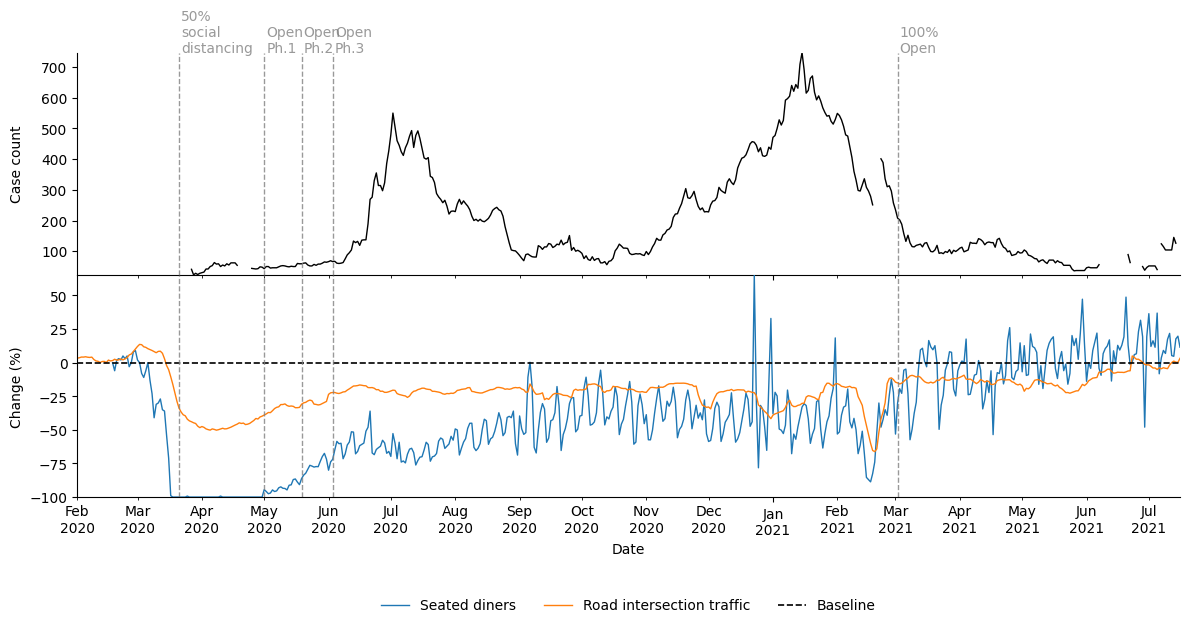 50%
social
distancing
Open
Ph.1
Open
Ph.2
Open
Ph.3
100%
Open
700
600
500
400
300
200
100
Case count
50
25
0
−25
−50
−75
−100
Change (%)
Feb
2020
Mar
2020
Apr
2020
May
2020
Jun
2020
Jul
2020
Aug
2020
Sep
2020
Oct
2020
Nov
2020
Dec
2020
Jan
2021
Feb
2021
Mar
2021
Apr
2021
May
2021
Jun
2021
Jul
2021
Date
Seated diners
Road intersection traffic
Baseline